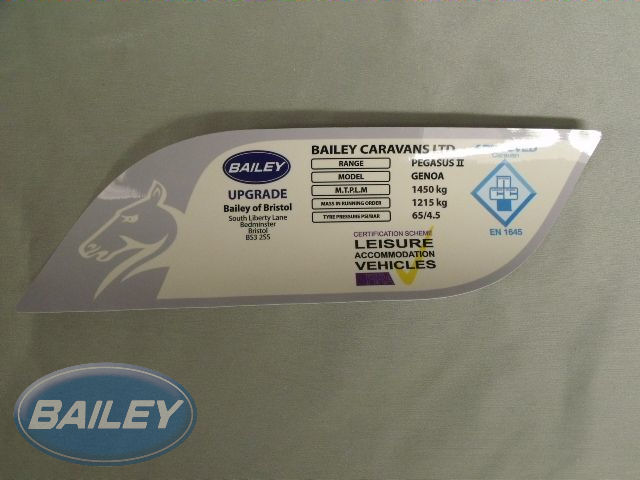 BAILEY
UPGRADE
Bailey of Bristol
South Liberty Lane
Bedminster
Bristol
BS3 2SS
BAILEY CARAVANS LTD
RANGE PEGASUS II
MODEL GENOA
M.T.P.L.M 1450 kg
MASS IN RUNNING ORDER 1215 kg
TYRE PRESSURE PSI/BAR 65/4.5
CERTIFICATION SCHEME
LEISURE
ACCOMMODATION
VEHICLES
APPROVED
Caravan
EN 1645
BAILEY